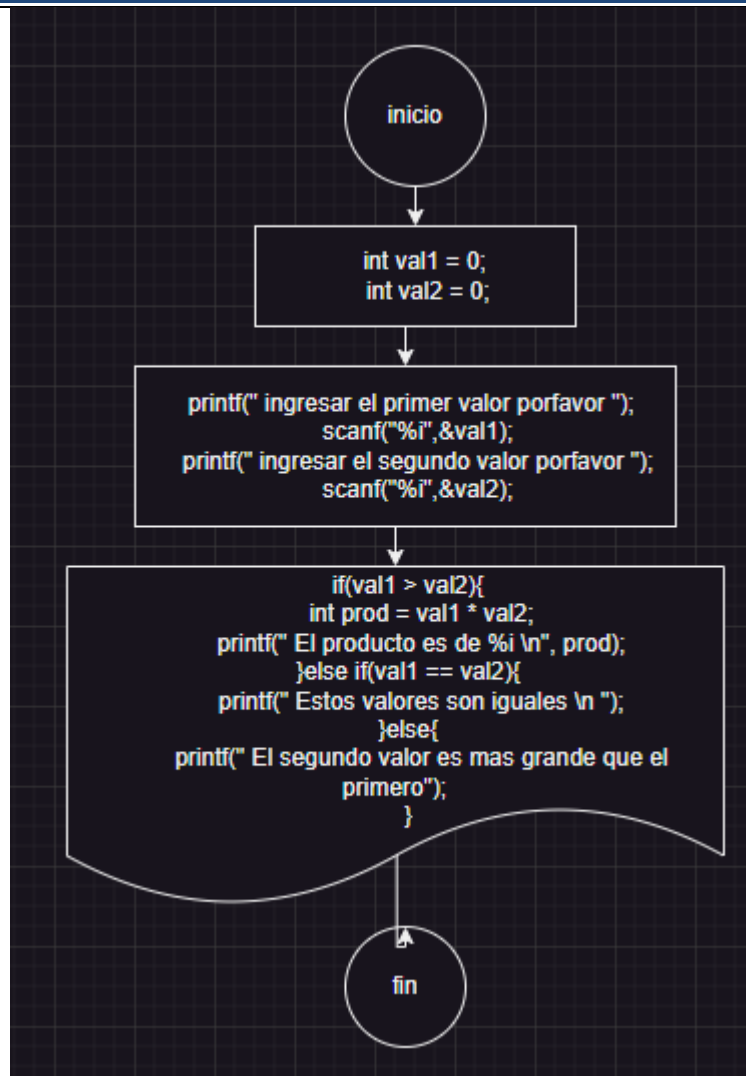 inicio
int val1 = 0;
int val2 = 0;
printf(" ingresar el primer valor porfavor ");
scanf("%i",&val1);
printf(" ingresar el segundo valor porfavor ");
scanf("%i",&val2);
if(val1 > val2){
int prod = val1 * val2;
printf(" El producto es de %i \n", prod);
}else if(val1 == val2){
printf(" Estos valores son iguales \n ");
}else{
printf(" El segundo valor es mas grande que el
primero");
}
fin